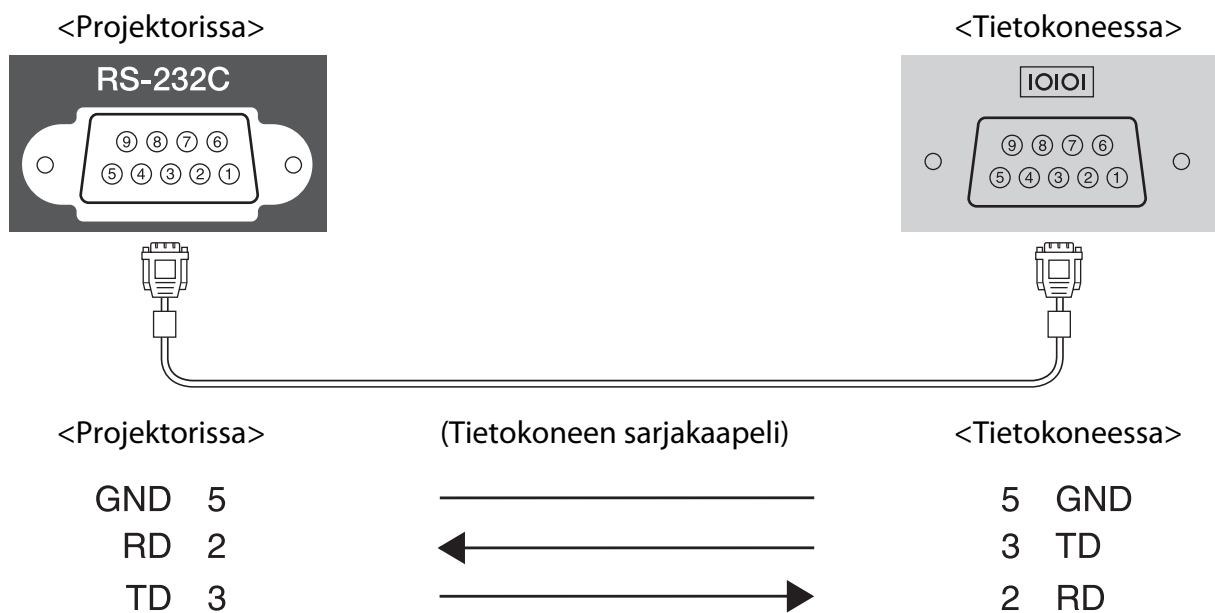 <Projektorissa> <Tietokoneessa>
RS-232C IOIOI
9 8 7 6 9 8 7 6
5 4 3 2 1 5 4 3 2 1
<Projektorissa> (Tietokoneen sarjakaapeli) <Tietokoneessa>
GND 5 5 GND
RD 2 3 TD
TD 3 2 RD